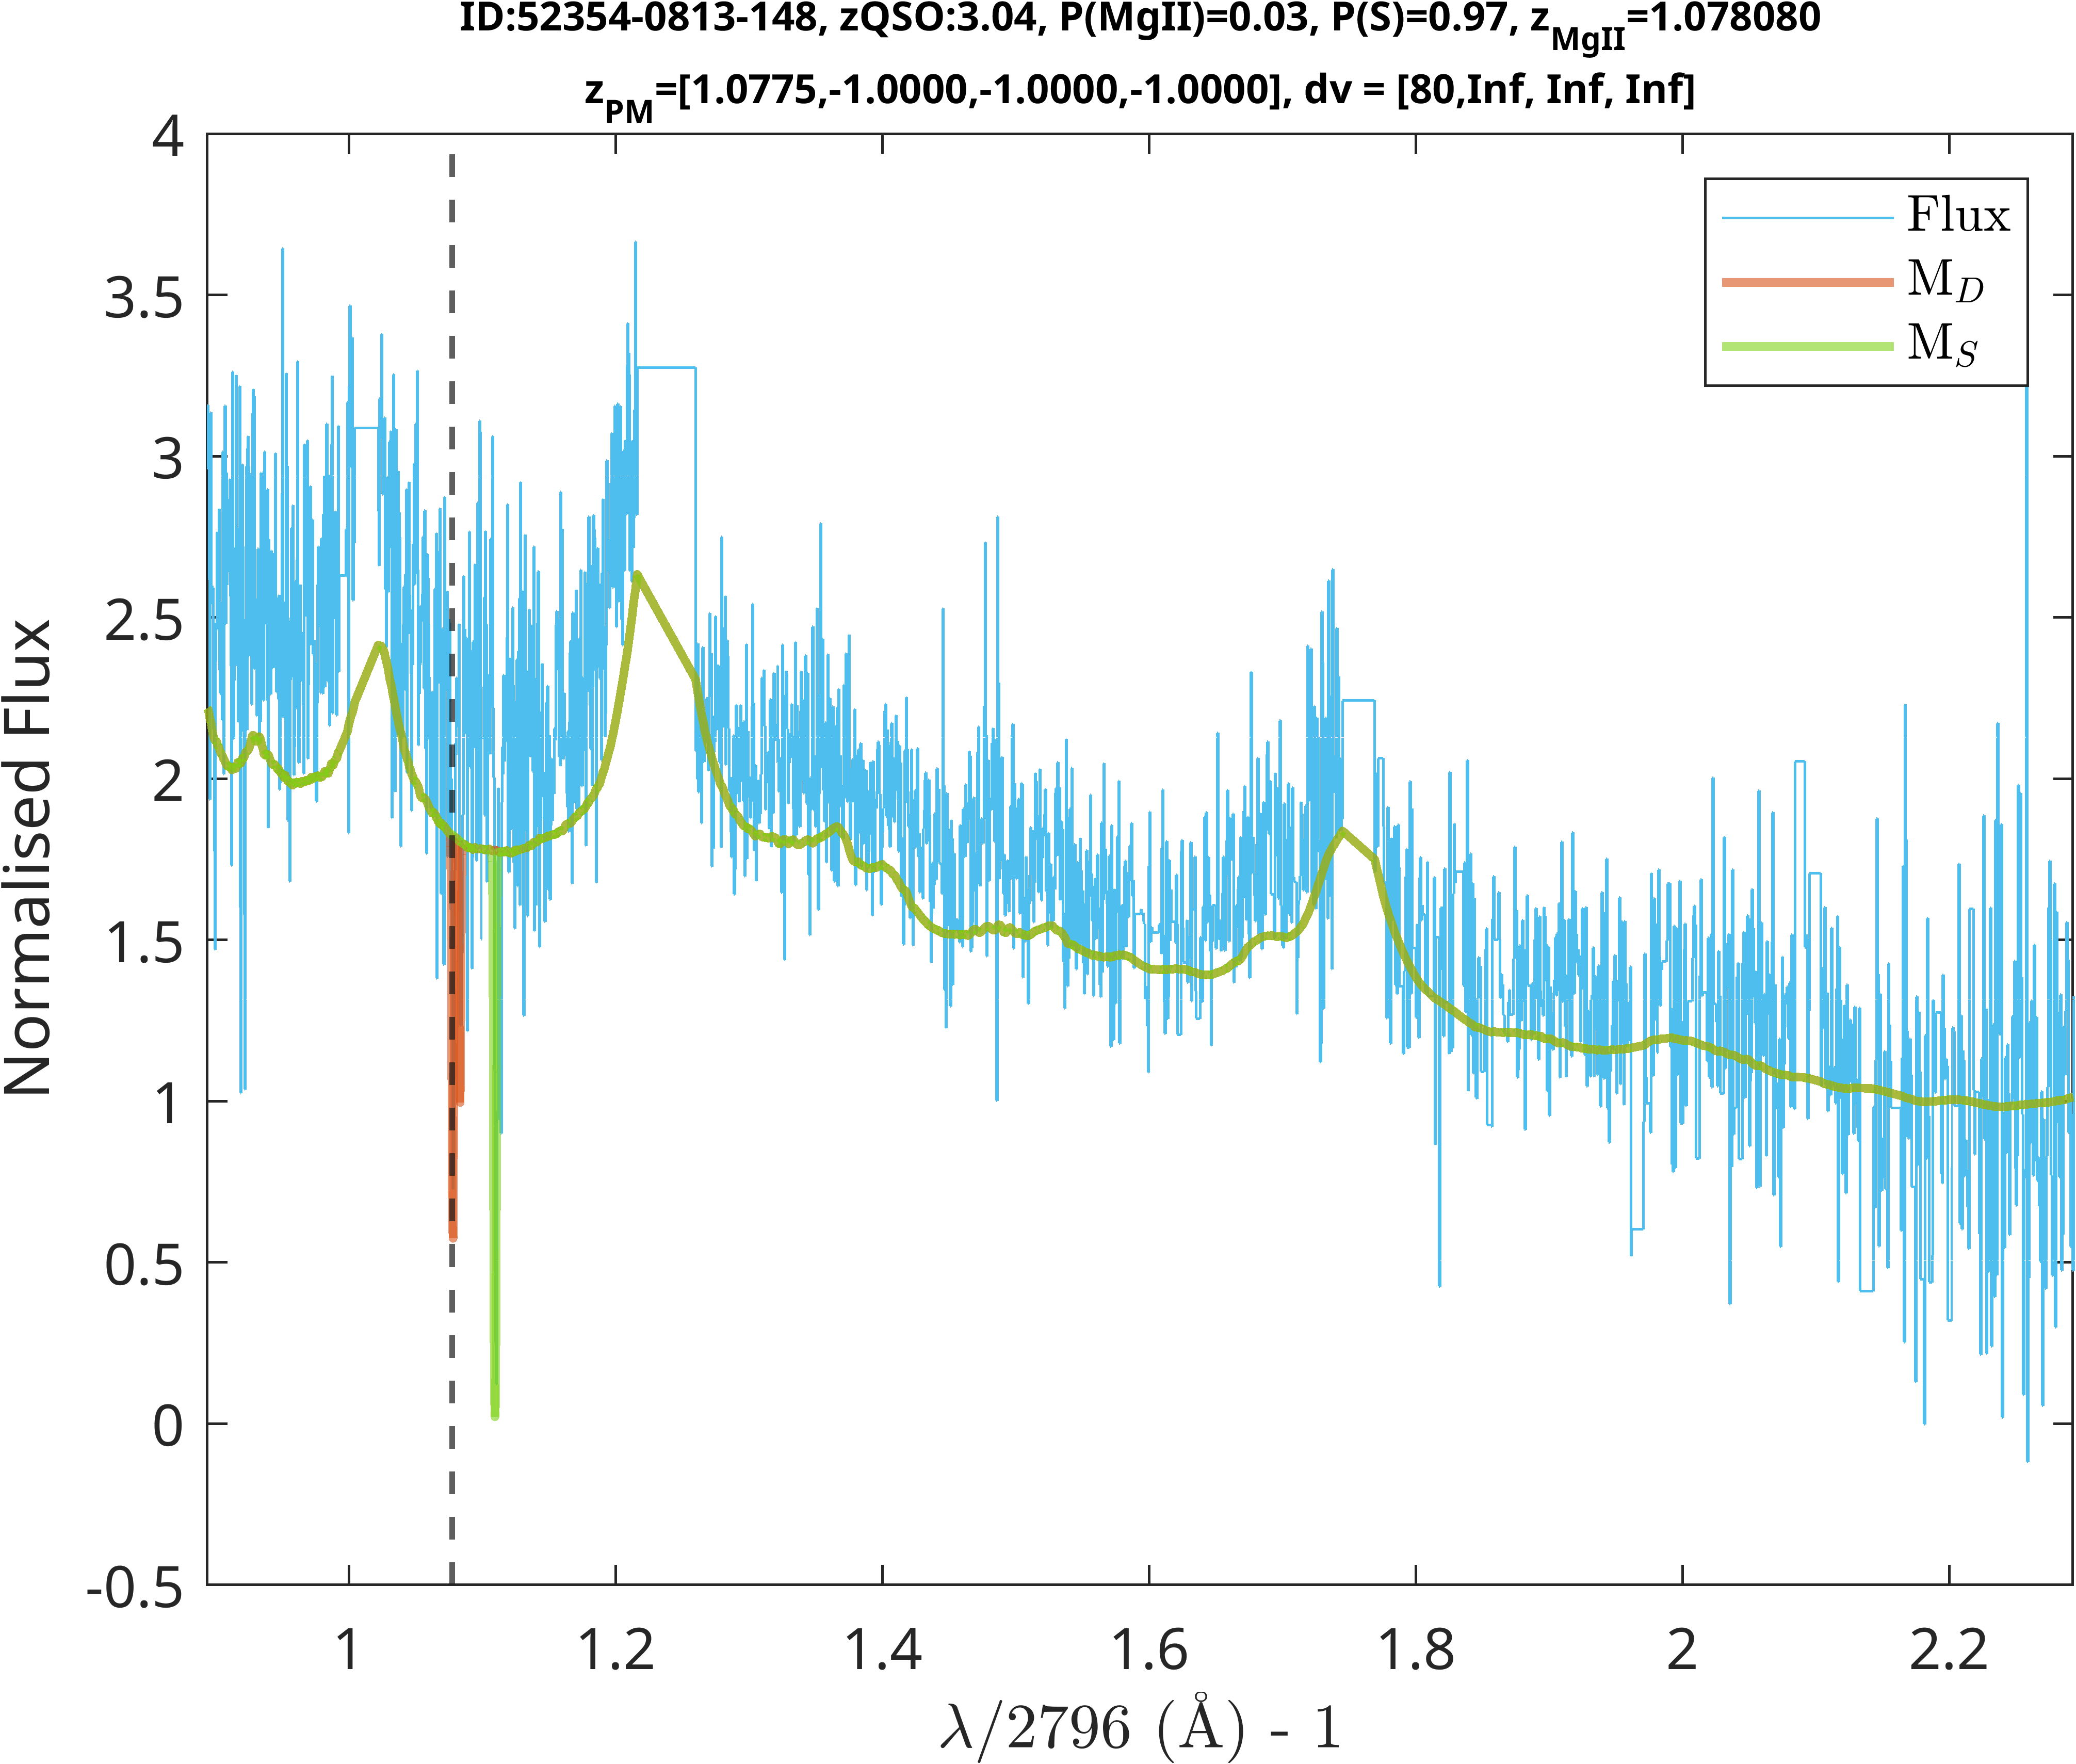 ID:52354-0813-148, zQSO:3.04, P(MgII)=0.03, P(S)=0.97, zMgII=1.078080
zPM=[1.0775,-1.0000,-1.0000,-1.0000], dv = [80,Inf, Inf, Inf]
4
3.5
3
2.5
2
1.5
1
0.5
0
-0.5
Normalised Flux
Flux
MD
MS
1 1.2 1.4 1.6 1.8 2 2.2
λ/2796 (Å) - 1